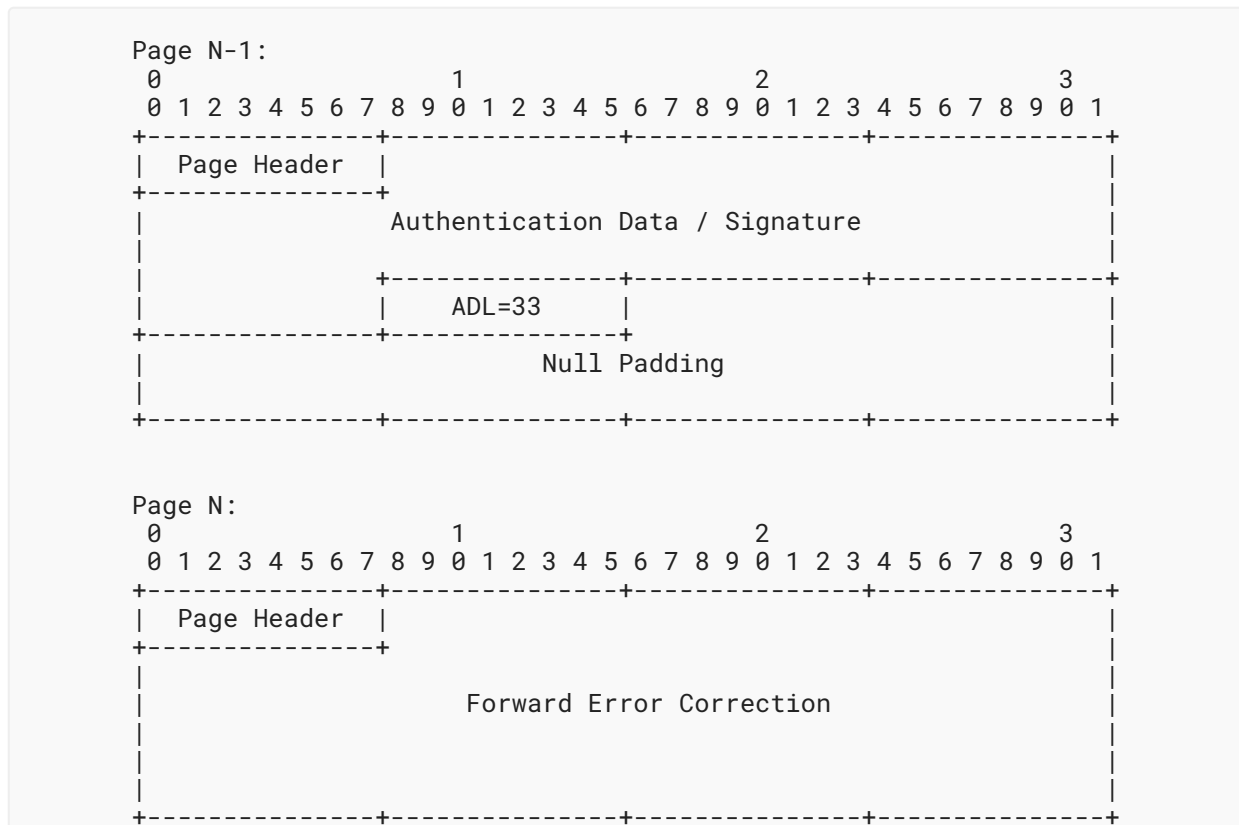 Page N-1:
0                   1                   2                   3
0 1 2 3 4 5 6 7 8 9 0 1 2 3 4 5 6 7 8 9 0 1 2 3 4 5 6 7 8 9 0 1
+---------------+---------------+---------------+---------------+
|  Page Header  |                                               |
+---------------+                                               |
|                Authentication Data / Signature                |
|                                                               |
|               +---------------+---------------+---------------+
|               |    ADL=33     |                               |
+---------------+---------------+                               |
|                          Null Padding                         |
|                                                               |
+---------------+---------------+---------------+---------------+
Page N:
0                   1                   2                   3
0 1 2 3 4 5 6 7 8 9 0 1 2 3 4 5 6 7 8 9 0 1 2 3 4 5 6 7 8 9 0 1
+---------------+---------------+---------------+---------------+
|  Page Header  |                                               |
+---------------+                                               |
|                                                               |
|                     Forward Error Correction                  |
|                                                               |
|                                                               |
|                                                               |
+---------------+---------------+---------------+---------------+